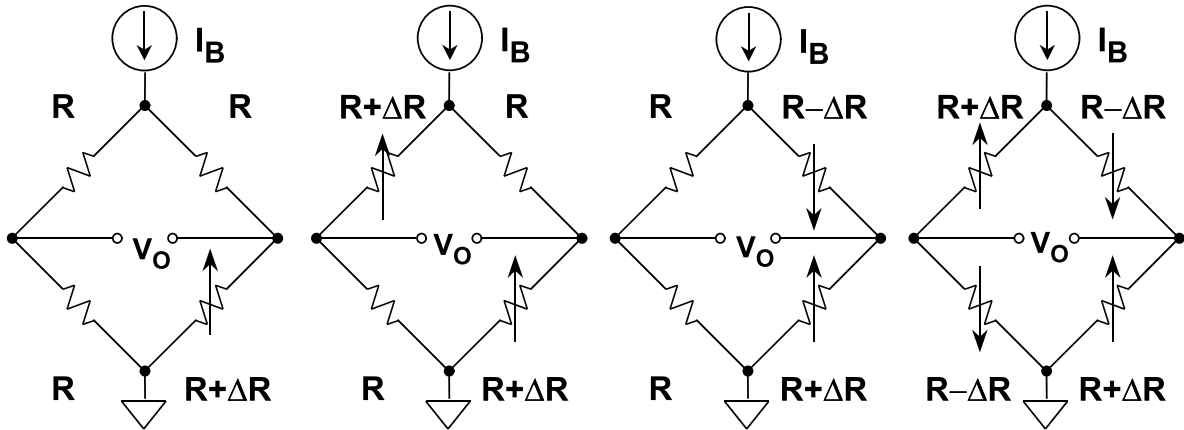 I_B I_B I_B I_B
R R R+ΔR R R R−ΔR R+ΔR R−ΔR
V_O V_O V_O V_O
R R+ΔR R R+ΔR R R+ΔR R−ΔR R+ΔR